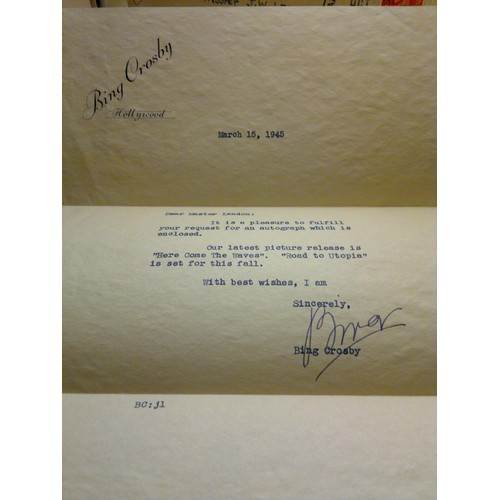 Bing Crosby
Hollywood
March 15, 1945
Dear Mister London:
It is a pleasure to fulfill
your request for an autograph which is
enclosed.
Our latest picture release is
"Here Come The Waves".  "Road to Utopia"
is set for this fall.
With best wishes, I am
Sincerely,
Bing
Bing Crosby
BC:jl